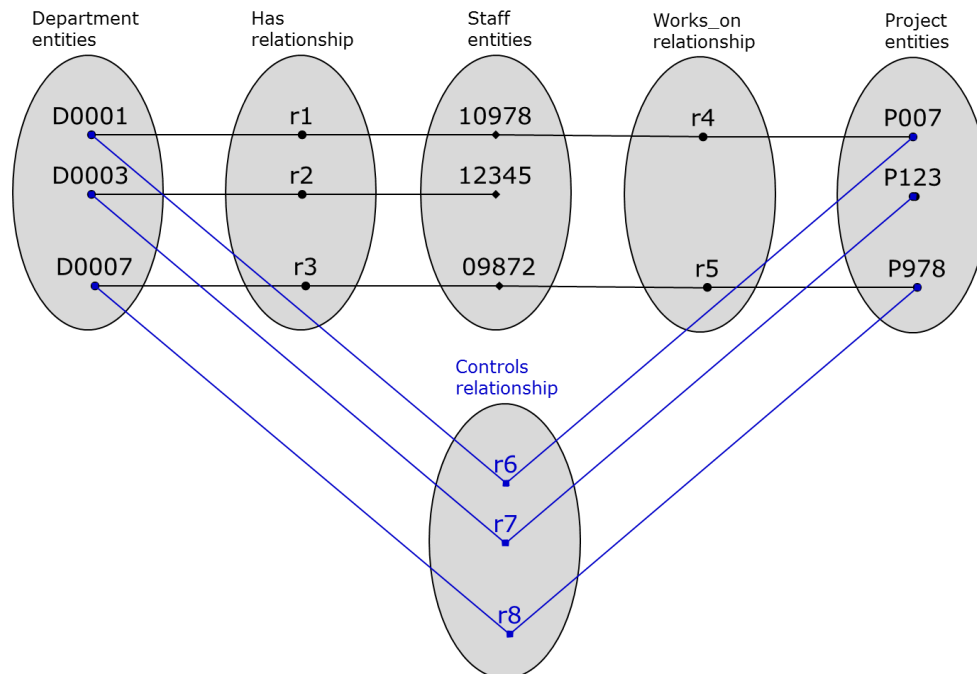 Department
entities
Has
relationship
Staff
entities
Works_on
relationship
Project
entities
D0001
r1
10978
r4
P007
D0003
r2
12345
P123
D0007
r3
09872
r5
P978
Controls
relationship
r6
r7
r8